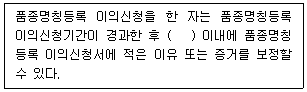 품종명칭등록 이의신청을 한 자는 품종명칭등록
이의신청기간이 경과한 후 (   ) 이내에 품종명칭
등록 이의신청서에 적은 이유 또는 증거를 보정할
수 있다.